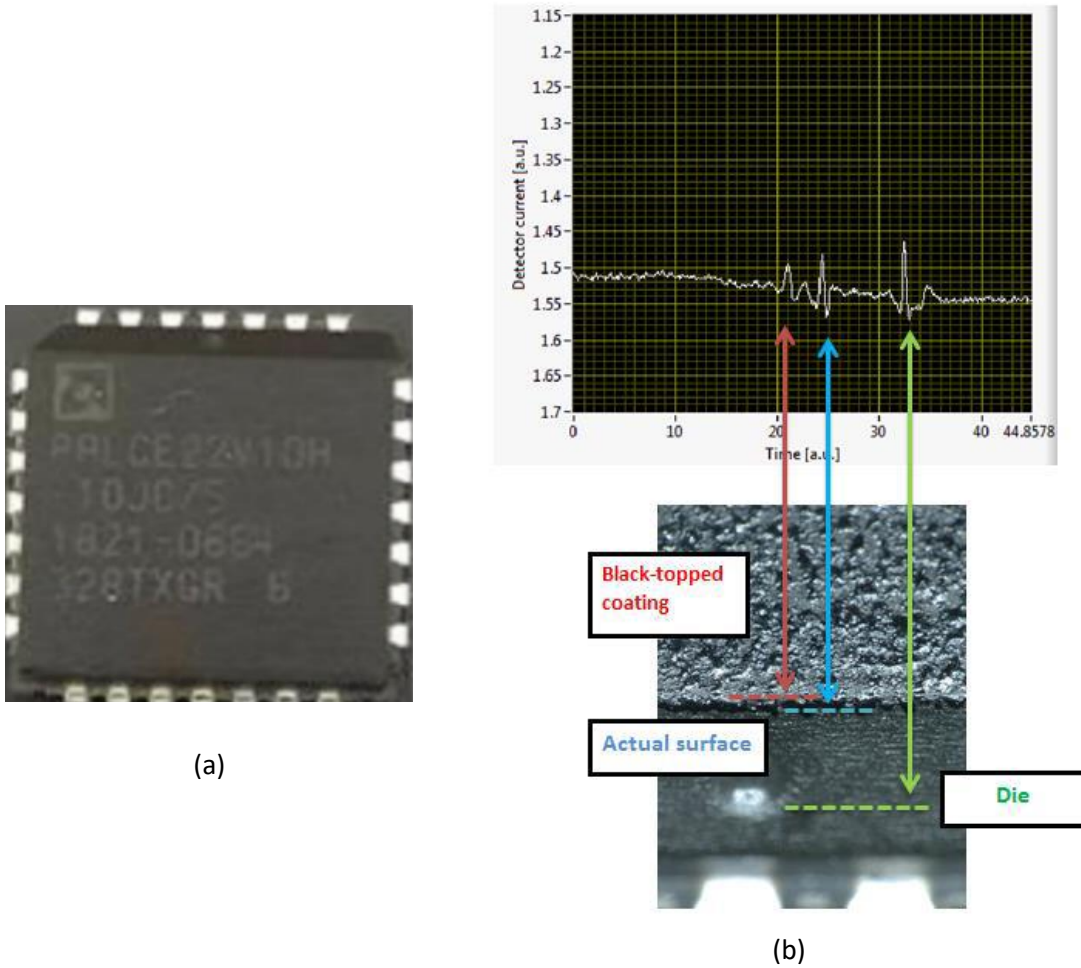 1.15
1.2
1.25
1.3
1.35
1.4
1.45
1.5
1.55
1.6
1.65
1.7
Detector current [a.u.]
0
10
20
30
40
44.8578
Time [a.u.]
PALCE22V10H
10JC/5
1821-0664
328TXGR 6
Black-topped
coating
Actual surface
Die
(a)
(b)